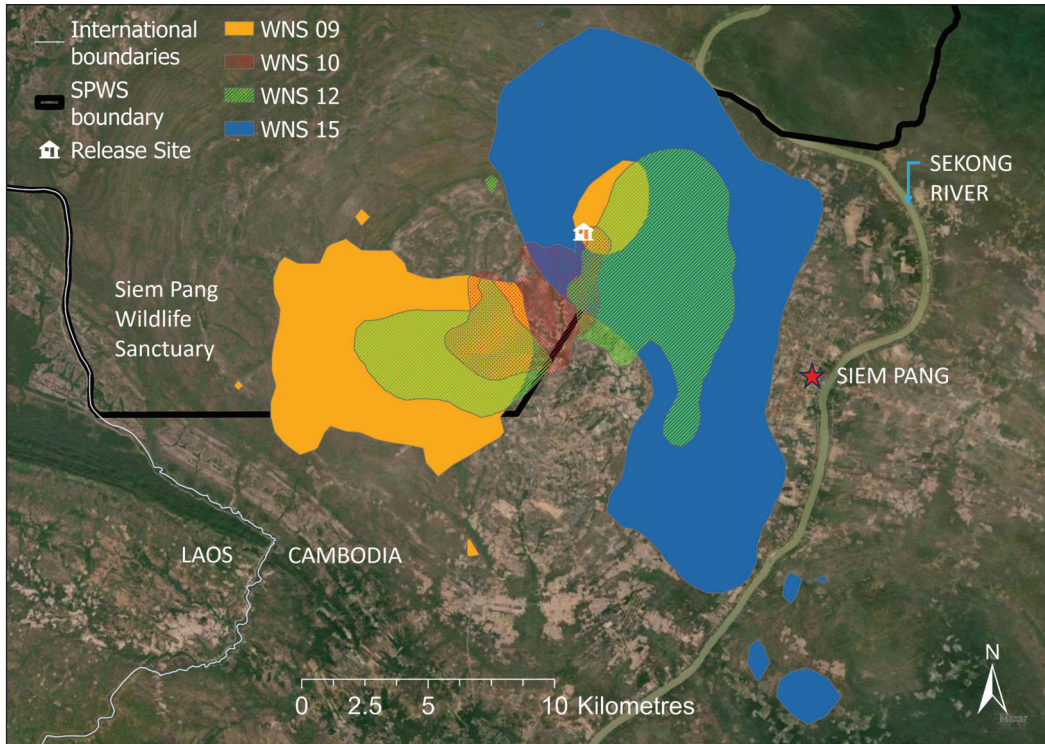 International
boundaries
SPWS
boundary
Release Site
WNS 09
WNS 10
WNS 12
WNS 15
SEKONG
RIVER
Siem Pang
Wildlife
Sanctuary
SIEM PANG
LAOS
CAMBODIA
0 2.5 5 10 Kilometres
N
Maxar